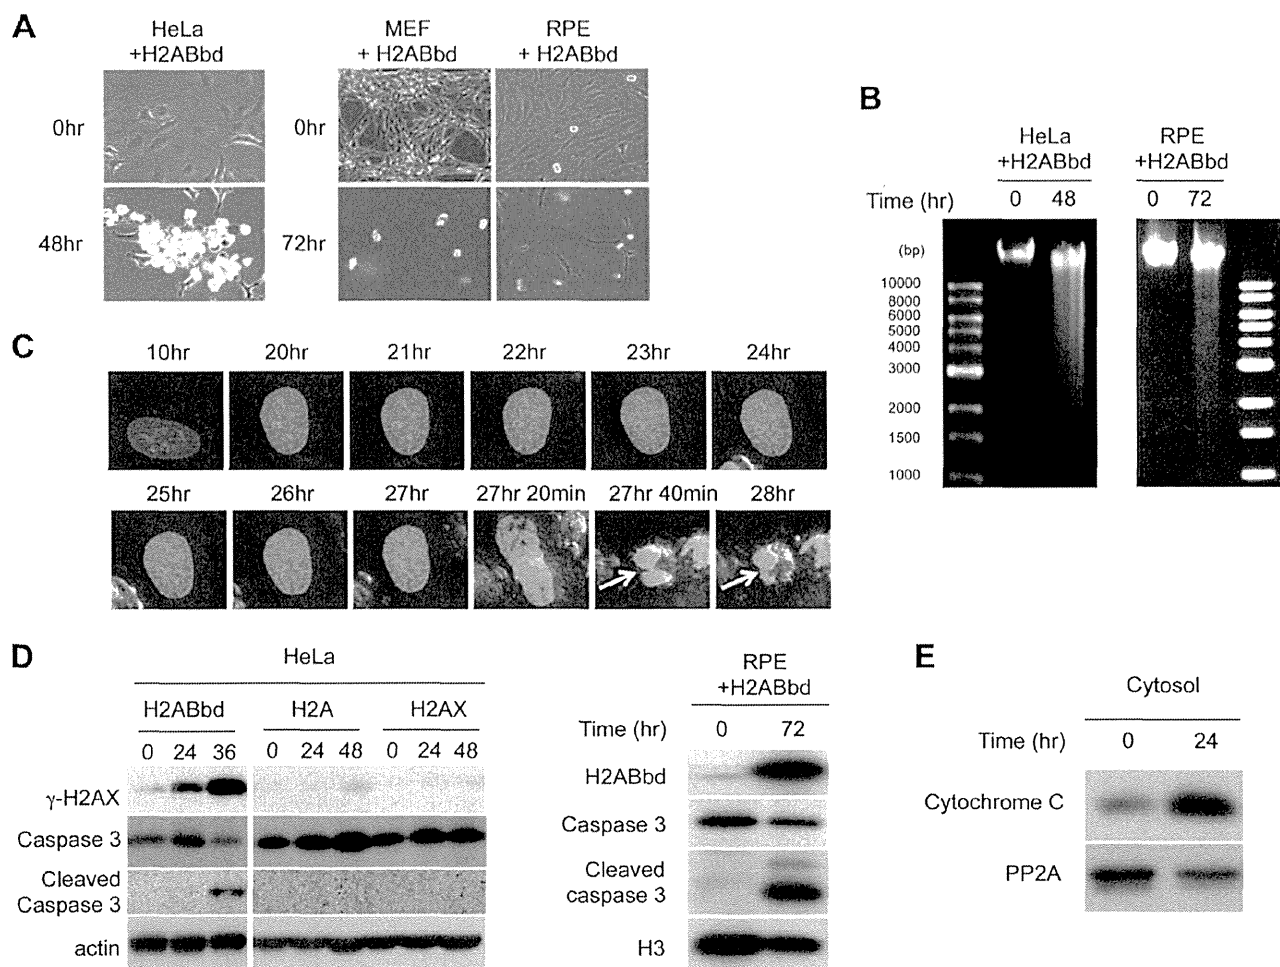 A
HeLa
+H2ABbd
MEF
+ H2ABbd
RPE
+ H2ABbd
0hr
0hr
48hr
72hr
B
HeLa
+H2ABbd
RPE
+H2ABbd
Time (hr) 0 48 0 72
(bp)
10000
8000
6000
5000
4000
3000
2000
1500
1000
C
10hr 20hr 21hr 22hr 23hr 24hr
25hr 26hr 27hr 27hr 20min 27hr 40min 28hr
D
HeLa
H2ABbd H2A H2AX
0 24 36 0 24 48 0 24 48
γ-H2AX
Caspase 3
Cleaved
Caspase 3
actin
RPE
+H2ABbd
Time (hr) 0 72
H2ABbd
Caspase 3
Cleaved
caspase 3
H3
E
Cytosol
Time (hr) 0 24
Cytochrome C
PP2A